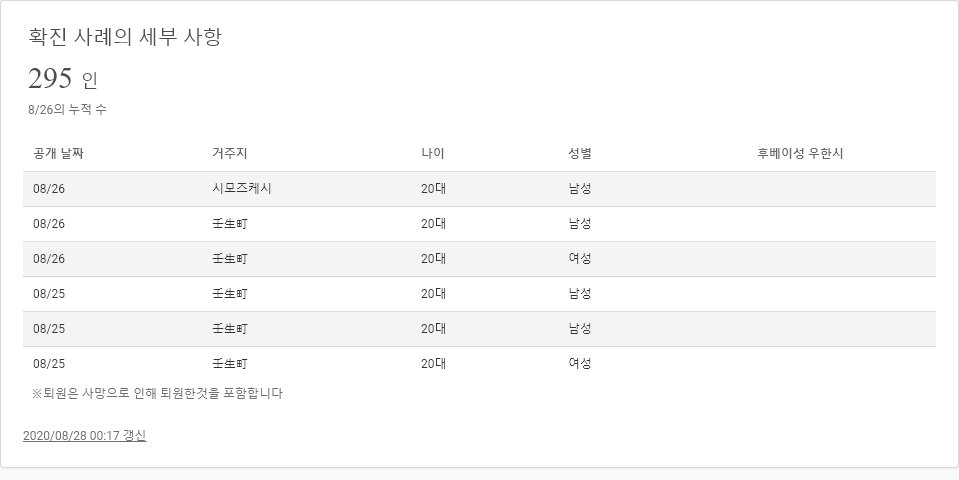 확진 사례의 세부 사항
295 인
8/26의 누적 수
공개 날짜 거주지 나이 성별 후베이성 우한시
08/26 시모즈케시 20대 남성
08/26 壬生町 20대 남성
08/26 壬生町 20대 여성
08/25 壬生町 20대 남성
08/25 壬生町 20대 남성
08/25 壬生町 20대 여성
※퇴원은 사망으로 인해 퇴원한것을 포함합니다
2020/08/28 00:17 갱신